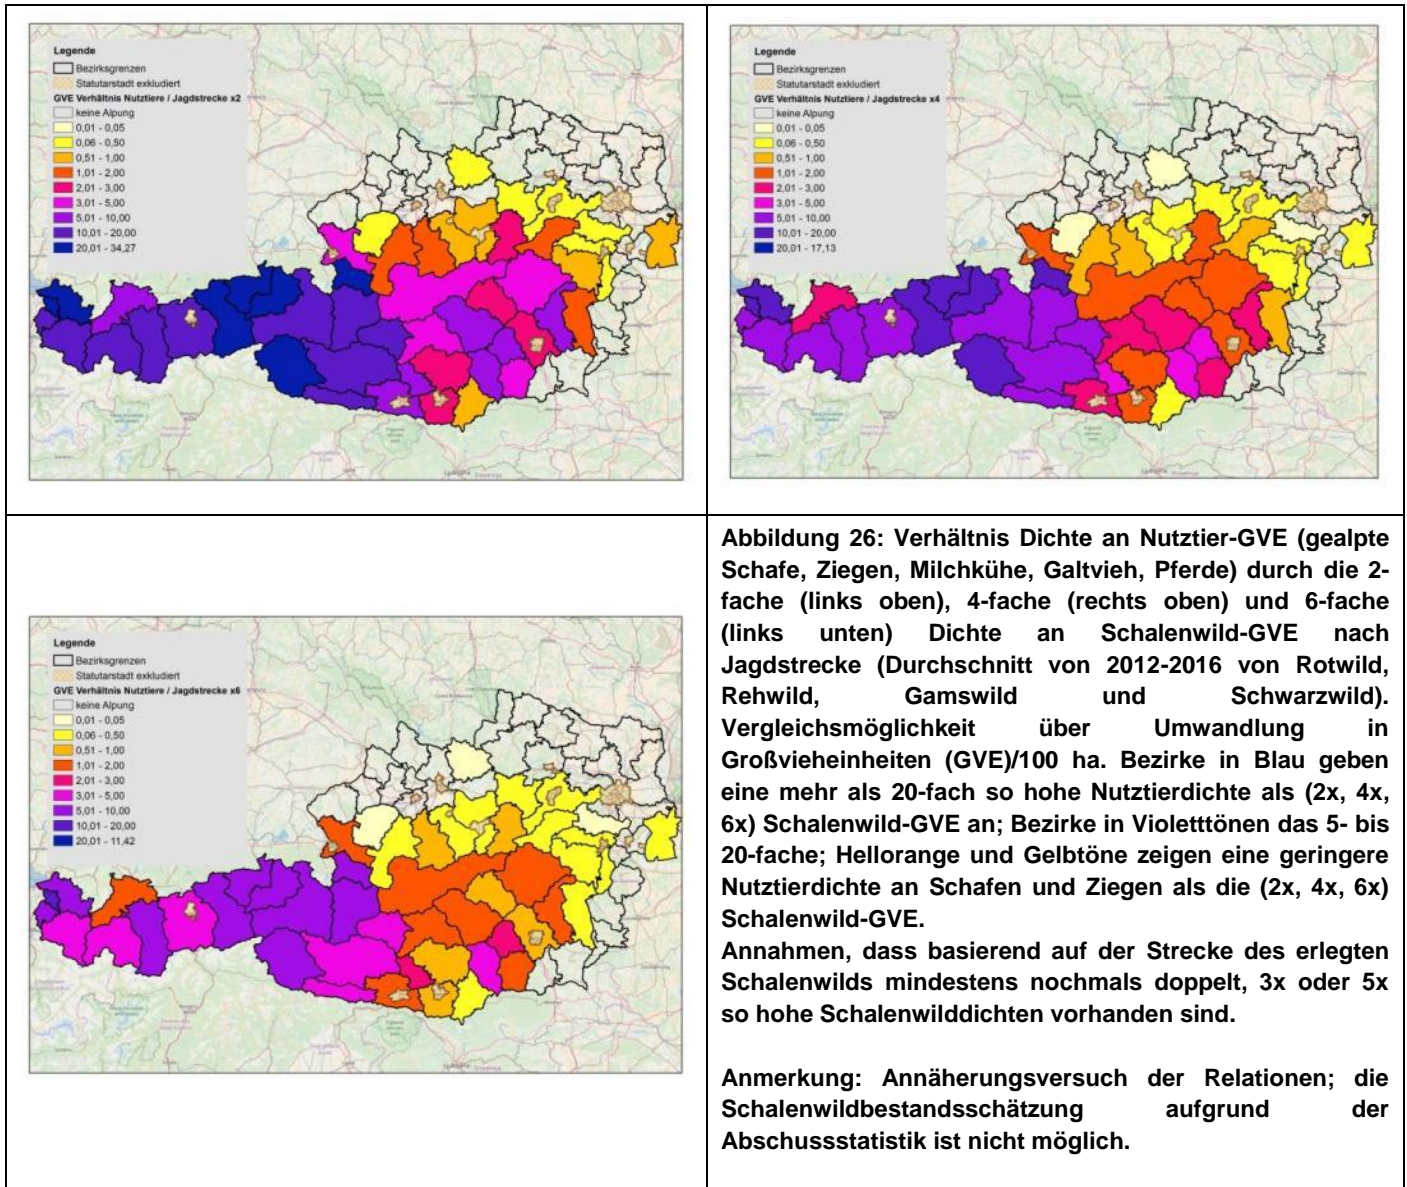 Legende
Bezirksgrenzen
Statutarstadt exkludiert
GVE Verhältnis Nutztiere / Jagdstrecke x2
keine Alpung
0,01 - 0,05
0,06 - 0,50
0,51 - 1,00
1,01 - 2,00
2,01 - 3,00
3,01 - 5,00
5,01 - 10,00
10,01 - 20,00
20,01 - 34,27
Legende
Bezirksgrenzen
Statutarstadt exkludiert
GVE Verhältnis Nutztiere / Jagdstrecke x4
keine Alpung
0,01 - 0,05
0,06 - 0,50
0,51 - 1,00
1,01 - 2,00
2,01 - 3,00
3,01 - 5,00
5,01 - 10,00
10,01 - 20,00
20,01 - 17,13
Legende
Bezirksgrenzen
Statutarstadt exkludiert
GVE Verhältnis Nutztiere / Jagdstrecke x6
keine Alpung
0,01 - 0,05
0,06 - 0,50
0,51 - 1,00
1,01 - 2,00
2,01 - 3,00
3,01 - 5,00
5,01 - 10,00
10,01 - 20,00
20,01 - 11,42
Abbildung 26: Verhältnis Dichte an Nutztier-GVE (gealpte
Schafe, Ziegen, Milchkühe, Galtvieh, Pferde) durch die 2-
fache (links oben), 4-fache (rechts oben) und 6-fache
(links unten) Dichte an Schalenwild-GVE nach
Jagdstrecke (Durchschnitt von 2012-2016 von Rotwild,
Rehwild, Gamswild und Schwarzwild).
Vergleichsmöglichkeit über Umwandlung in
Großvieheinheiten (GVE)/100 ha. Bezirke in Blau geben
eine mehr als 20-fach so hohe Nutztierdichte als (2x, 4x,
6x) Schalenwild-GVE an; Bezirke in Violetttönen das 5- bis
20-fache; Hellorange und Gelbtöne zeigen eine geringere
Nutztierdichte an Schafen und Ziegen als die (2x, 4x, 6x)
Schalenwild-GVE.
Annahmen, dass basierend auf der Strecke des erlegten
Schalenwilds mindestens nochmals doppelt, 3x oder 5x
so hohe Schalenwilddichten vorhanden sind.
Anmerkung: Annäherungsversuch der Relationen; die
Schalenwildbestandsschätzung aufgrund der
Abschussstatistik ist nicht möglich.